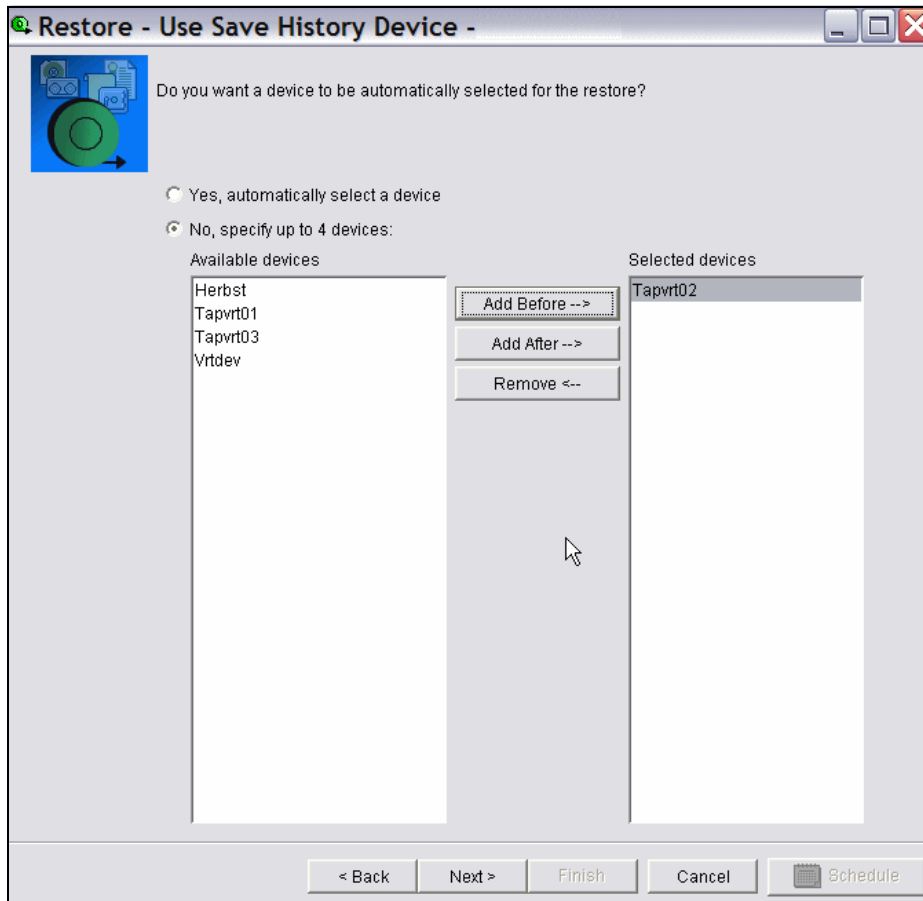 Restore - Use Save History Device -
Do you want a device to be automatically selected for the restore?
Yes, automatically select a device
No, specify up to 4 devices:
Available devices
Selected devices
Herbst
Tapvrt01
Tapvrt03
Vrtdev
Add Before -->
Add After -->
Remove <--
Tapvrt02
< Back
Next >
Finish
Cancel
Schedule